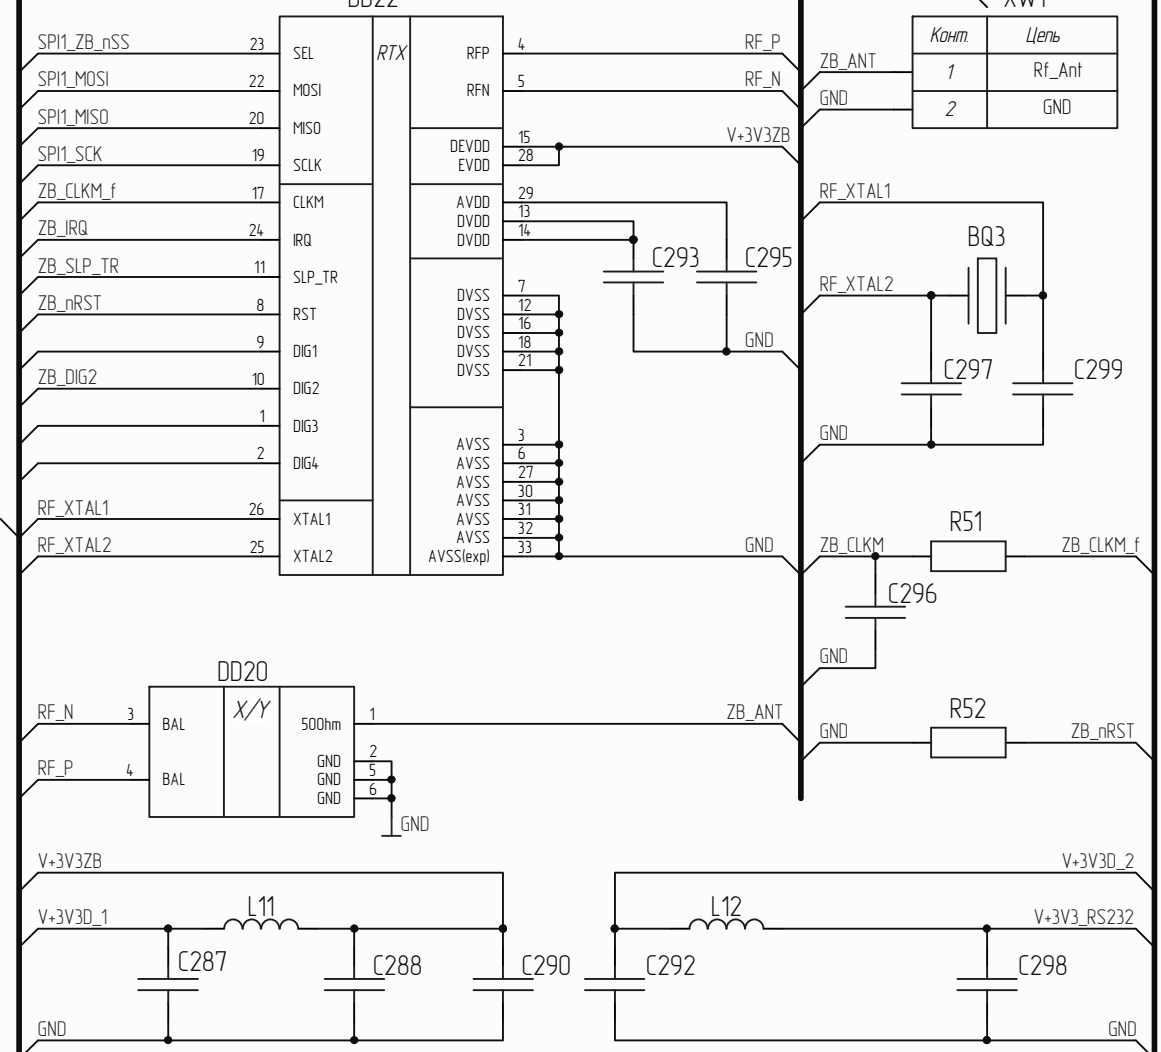 DD22
XW1
SPI1_ZB_nSS 23 SEL RTX RFP 4 RF_P
SPI1_MOSI 22 MOSI RFN 5 RF_N
SPI1_MISO 20 MISO
DEVDD 15 V+3V3ZB
SPI1_SCK 19 SCLK EVDD 28
ZB_CLKM_f 17 CLKM AVDD 29
DVDD 13
ZB_IRQ 24 IRQ DVDD 14
C293 C295
ZB_SLP_TR 11 SLP_TR
DVSS 7
ZB_nRST 8 RST DVSS 12
DVSS 16
9 DIG1 DVSS 18 GND
DVSS 21
ZB_DIG2 10 DIG2
1 DIG3
AVSS 3
2 DIG4 AVSS 6
AVSS 27
AVSS 30
RF_XTAL1 26 XTAL1 AVSS 31
AVSS 32
RF_XTAL2 25 XTAL2 AVSS(exp) 33 GND
Конт. Цепь
ZB_ANT 1 Rf_Ant
GND 2 GND
RF_XTAL1
BQ3
RF_XTAL2
C297 C299
GND
R51
ZB_CLKM ZB_CLKM_f
C296
GND
R52
GND ZB_nRST
DD20
RF_N 3 BAL X/Y 50Ohm 1 ZB_ANT
GND 2
RF_P 4 BAL GND 5
GND 6
GND
V+3V3ZB
L11
V+3V3D_1
C287 C288 C290
GND
V+3V3D_2
L12
V+3V3_RS232
C292 C298
GND